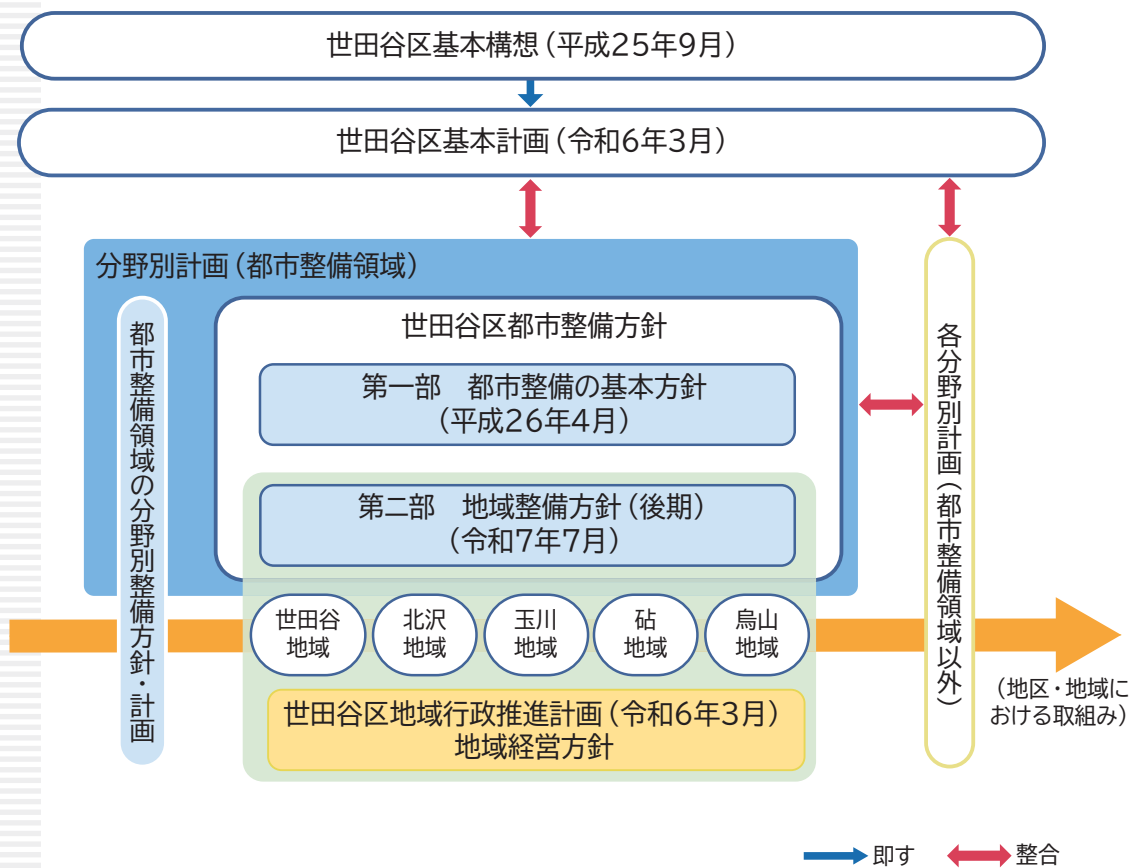 世田谷区基本構想（平成25年9月）
世田谷区基本計画（令和6年3月）
分野別計画（都市整備領域）
都市整備領域の分野別整備方針・計画
世田谷区都市整備方針
第一部　都市整備の基本方針
（平成26年4月）
第二部　地域整備方針（後期）
（令和7年7月）
世田谷
地域
北沢
地域
玉川
地域
砧
地域
烏山
地域
世田谷区地域行政推進計画（令和6年3月）
地域経営方針
各分野別計画（都市整備領域以外）
（地区・地域に
おける取組み）
即す
整合